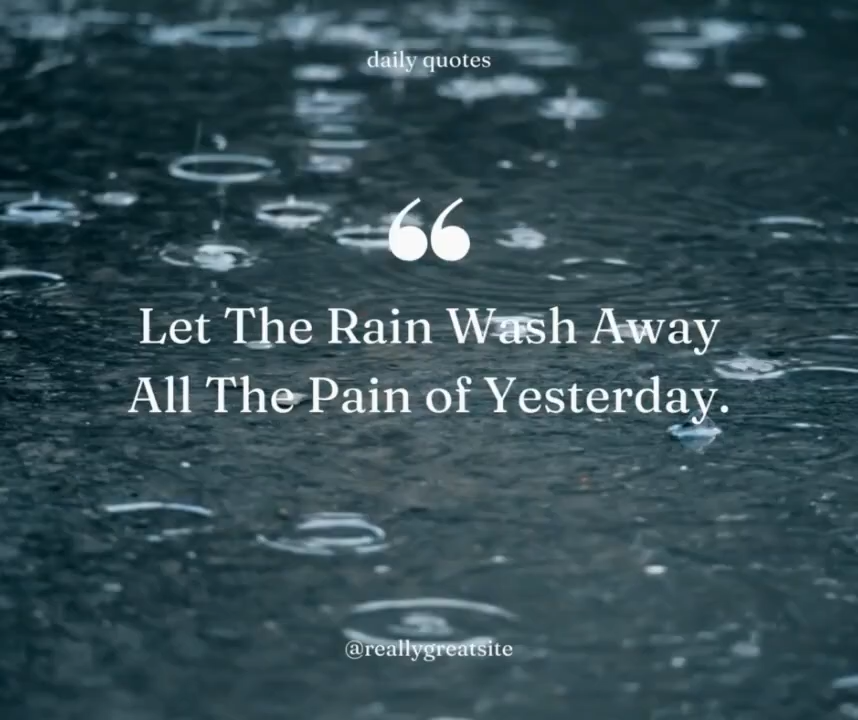 daily quotes
“
Let The Rain Wash Away
All The Pain of Yesterday.
@reallygreatsite